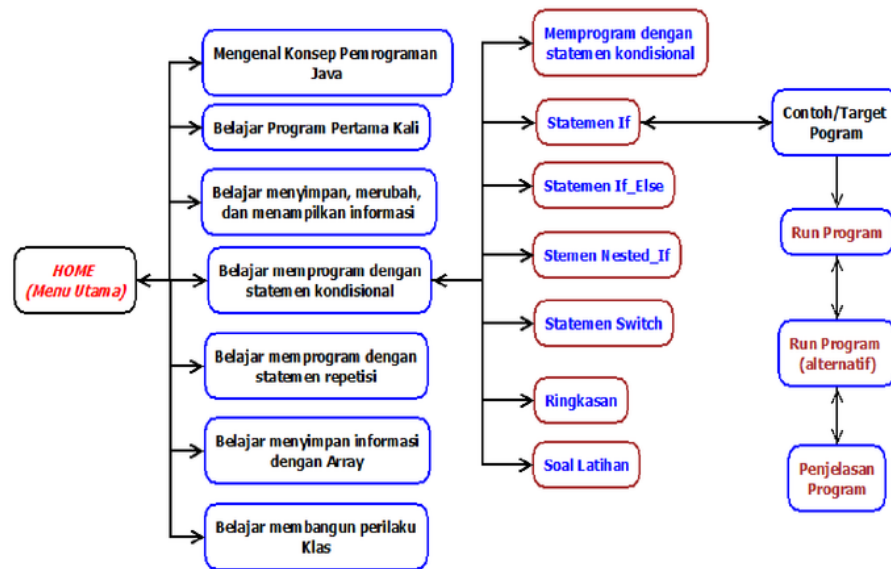 HOME
(Menu Utama)
Mengenal Konsep Pemrograman
Java
Belajar Program Pertama Kali
Belajar menyimpan, merubah,
dan menampilkan informasi
Belajar memprogram dengan
statemen kondisional
Belajar memprogram dengan
statemen repetisi
Belajar menyimpan informasi
dengan Array
Belajar membangun perilaku
Klas
Memprogram dengan
statemen kondisional
Statemen If
Statemen If_Else
Stemen Nested_If
Statemen Switch
Ringkasan
Soal Latihan
Contoh/Target
Pogram
Run Program
Run Program
(alternatif)
Penjelasan
Program